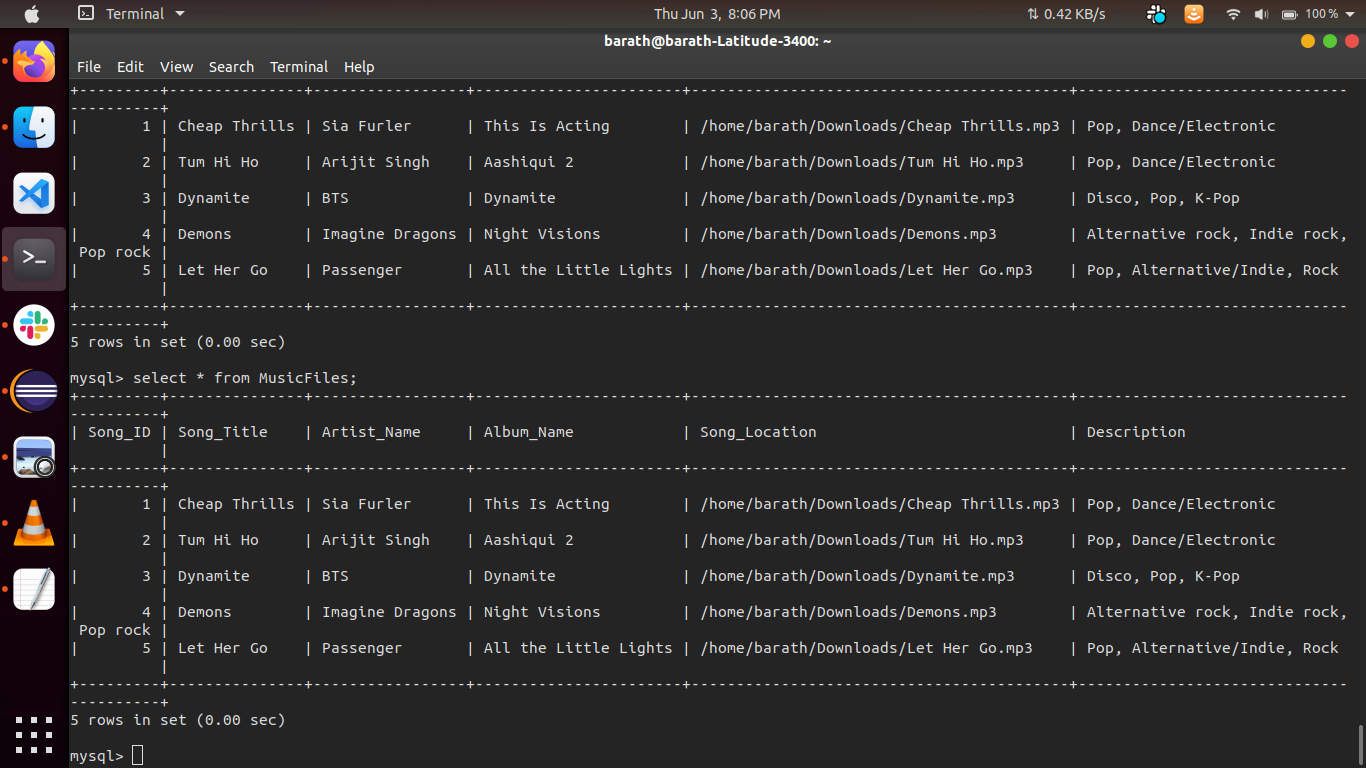 Terminal
Thu Jun 3, 8:06 PM
0.42 KB/s
100 %
barath@barath-Latitude-3400: ~
File Edit View Search Terminal Help
+---------+---------------+-----------------+-----------------------+------------------------------------------+------------------------------
----------+
|       1 | Cheap Thrills | Sia Furler      | This Is Acting        | /home/barath/Downloads/Cheap Thrills.mp3 | Pop, Dance/Electronic
          |
|       2 | Tum Hi Ho     | Arijit Singh    | Aashiqui 2            | /home/barath/Downloads/Tum Hi Ho.mp3     | Pop, Dance/Electronic
          |
|       3 | Dynamite      | BTS             | Dynamite              | /home/barath/Downloads/Dynamite.mp3      | Disco, Pop, K-Pop
          |
|       4 | Demons        | Imagine Dragons | Night Visions         | /home/barath/Downloads/Demons.mp3        | Alternative rock, Indie rock,
 Pop rock |
|       5 | Let Her Go    | Passenger       | All the Little Lights | /home/barath/Downloads/Let Her Go.mp3    | Pop, Alternative/Indie, Rock
          |
+---------+---------------+-----------------+-----------------------+------------------------------------------+------------------------------
----------+
5 rows in set (0.00 sec)
mysql> select * from MusicFiles;
+---------+---------------+-----------------+-----------------------+------------------------------------------+------------------------------
----------+
| Song_ID | Song_Title    | Artist_Name     | Album_Name            | Song_Location                            | Description
          |
+---------+---------------+-----------------+-----------------------+------------------------------------------+------------------------------
----------+
|       1 | Cheap Thrills | Sia Furler      | This Is Acting        | /home/barath/Downloads/Cheap Thrills.mp3 | Pop, Dance/Electronic
          |
|       2 | Tum Hi Ho     | Arijit Singh    | Aashiqui 2            | /home/barath/Downloads/Tum Hi Ho.mp3     | Pop, Dance/Electronic
          |
|       3 | Dynamite      | BTS             | Dynamite              | /home/barath/Downloads/Dynamite.mp3      | Disco, Pop, K-Pop
          |
|       4 | Demons        | Imagine Dragons | Night Visions         | /home/barath/Downloads/Demons.mp3        | Alternative rock, Indie rock,
 Pop rock |
|       5 | Let Her Go    | Passenger       | All the Little Lights | /home/barath/Downloads/Let Her Go.mp3    | Pop, Alternative/Indie, Rock
          |
+---------+---------------+-----------------+-----------------------+------------------------------------------+------------------------------
----------+
5 rows in set (0.00 sec)
mysql>